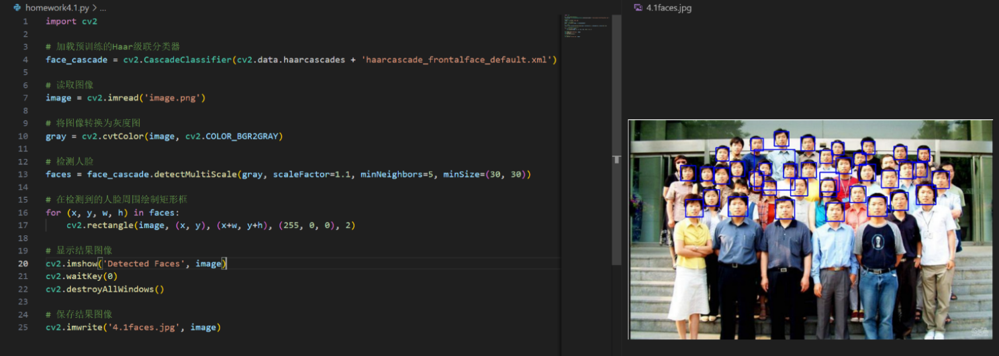 homework4.1.py > ...
4.1faces.jpg
1 import cv2
2
3 # 加载预训练的Haar级联分类器
4 face_cascade = cv2.CascadeClassifier(cv2.data.haarcascades + 'haarcascade_frontalface_default.xml')
5
6 # 读取图像
7 image = cv2.imread('image.png')
8
9 # 将图像转换为灰度图
10 gray = cv2.cvtColor(image, cv2.COLOR_BGR2GRAY)
11
12 # 检测人脸
13 faces = face_cascade.detectMultiScale(gray, scaleFactor=1.1, minNeighbors=5, minSize=(30, 30))
14
15 # 在检测到的人脸周围绘制矩形框
16 for (x, y, w, h) in faces:
17 cv2.rectangle(image, (x, y), (x+w, y+h), (255, 0, 0), 2)
18
19 # 显示结果图像
20 cv2.imshow('Detected Faces', image)
21 cv2.waitKey(0)
22 cv2.destroyAllWindows()
23
24 # 保存结果图像
25 cv2.imwrite('4.1faces.jpg', image)